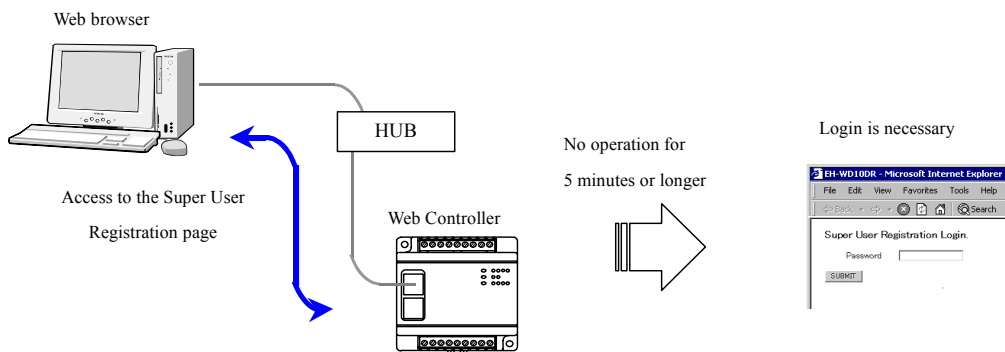 Web browser
HUB
Access to the Super User
Registration page
Web Controller
No operation for
5 minutes or longer
Login is necessary
EH-WD10DR - Microsoft Internet Explorer
File Edit View Favorites Tools Help
Back Search
Super User Registration Login.
Password
SUBMIT